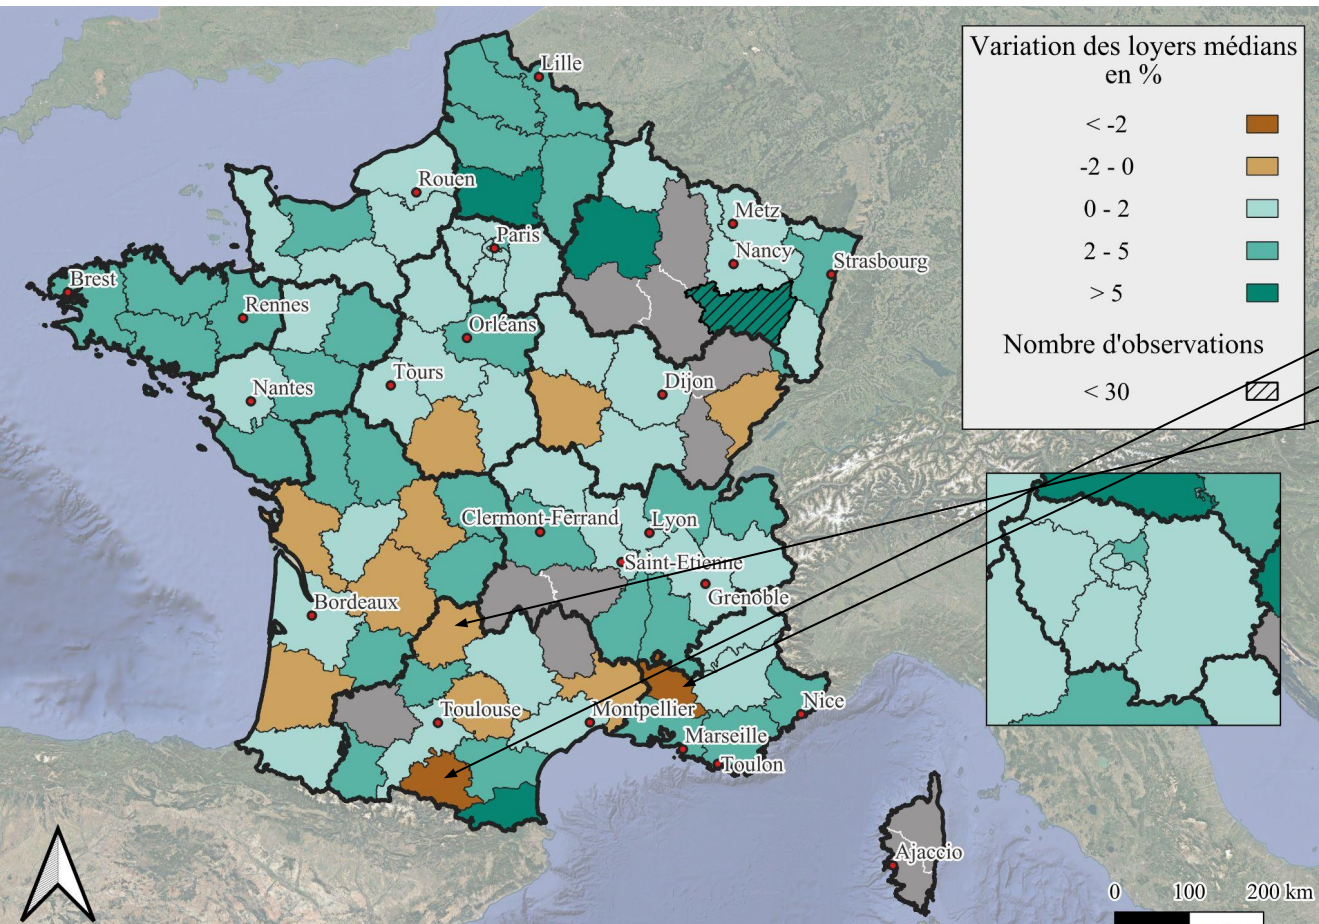 Variation des loyers médians
en %
< -2
-2 - 0
0 - 2
2 - 5
> 5
Nombre d'observations
< 30
Lille
Rouen
Metz
Paris
Nancy
Strasbourg
Brest
Rennes
Orléans
Tours
Nantes
Dijon
Clermont-Ferrand
Lyon
Saint-Etienne
Grenoble
Bordeaux
Toulouse
Montpellier
Nice
Marseille
Toulon
Ajaccio
0 100 200 km